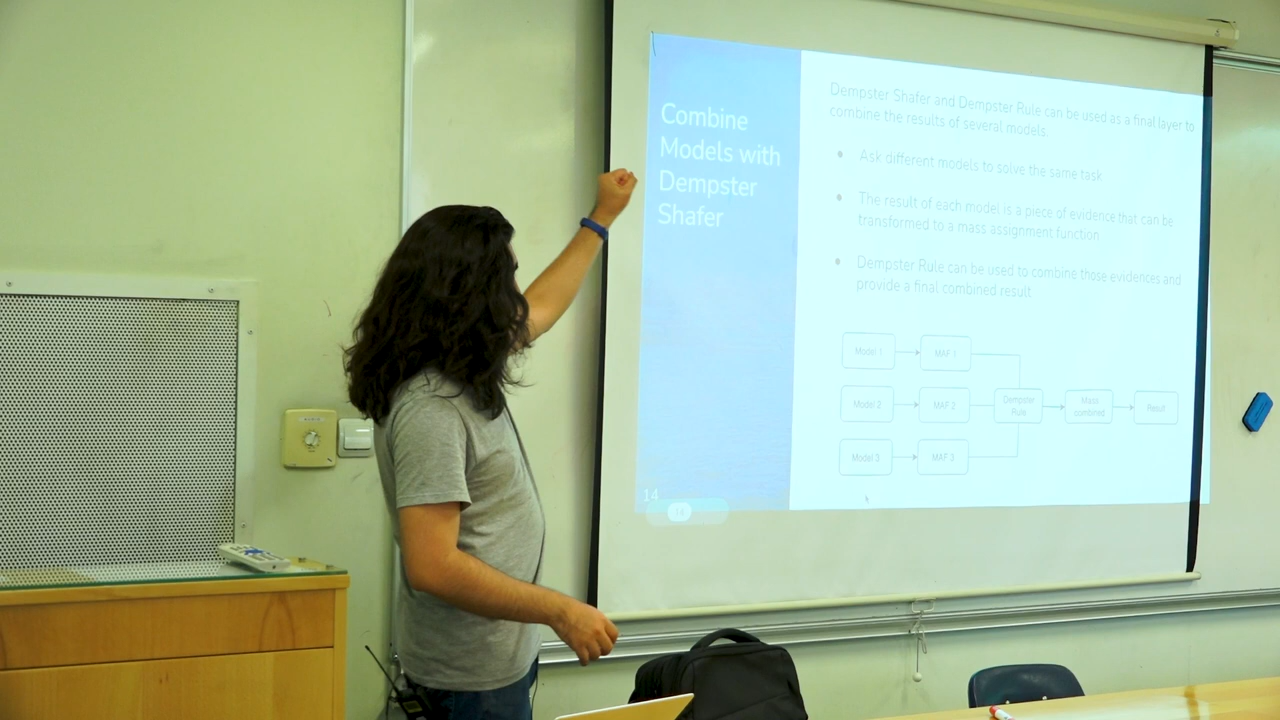 Combine
Models with
Dempster
Shafer
Dempster Shafer and Dempster Rule can be used as a final layer to
combine the results of several models.
● Ask different models to solve the same task
● The result of each model is a piece of evidence that can be
transformed to a mass assignment function
● Dempster Rule can be used to combine those evidences and
provide a final combined result
Model 1
MAF 1
Model 2
MAF 2
Dempster
Rule
Mass
combined
Result
Model 3
MAF 3
14
14